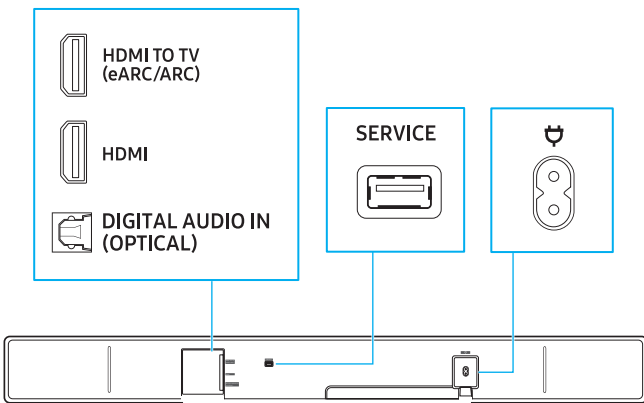 HDMI TO TV
(eARC/ARC)
HDMI
DIGITAL AUDIO IN
(OPTICAL)
SERVICE